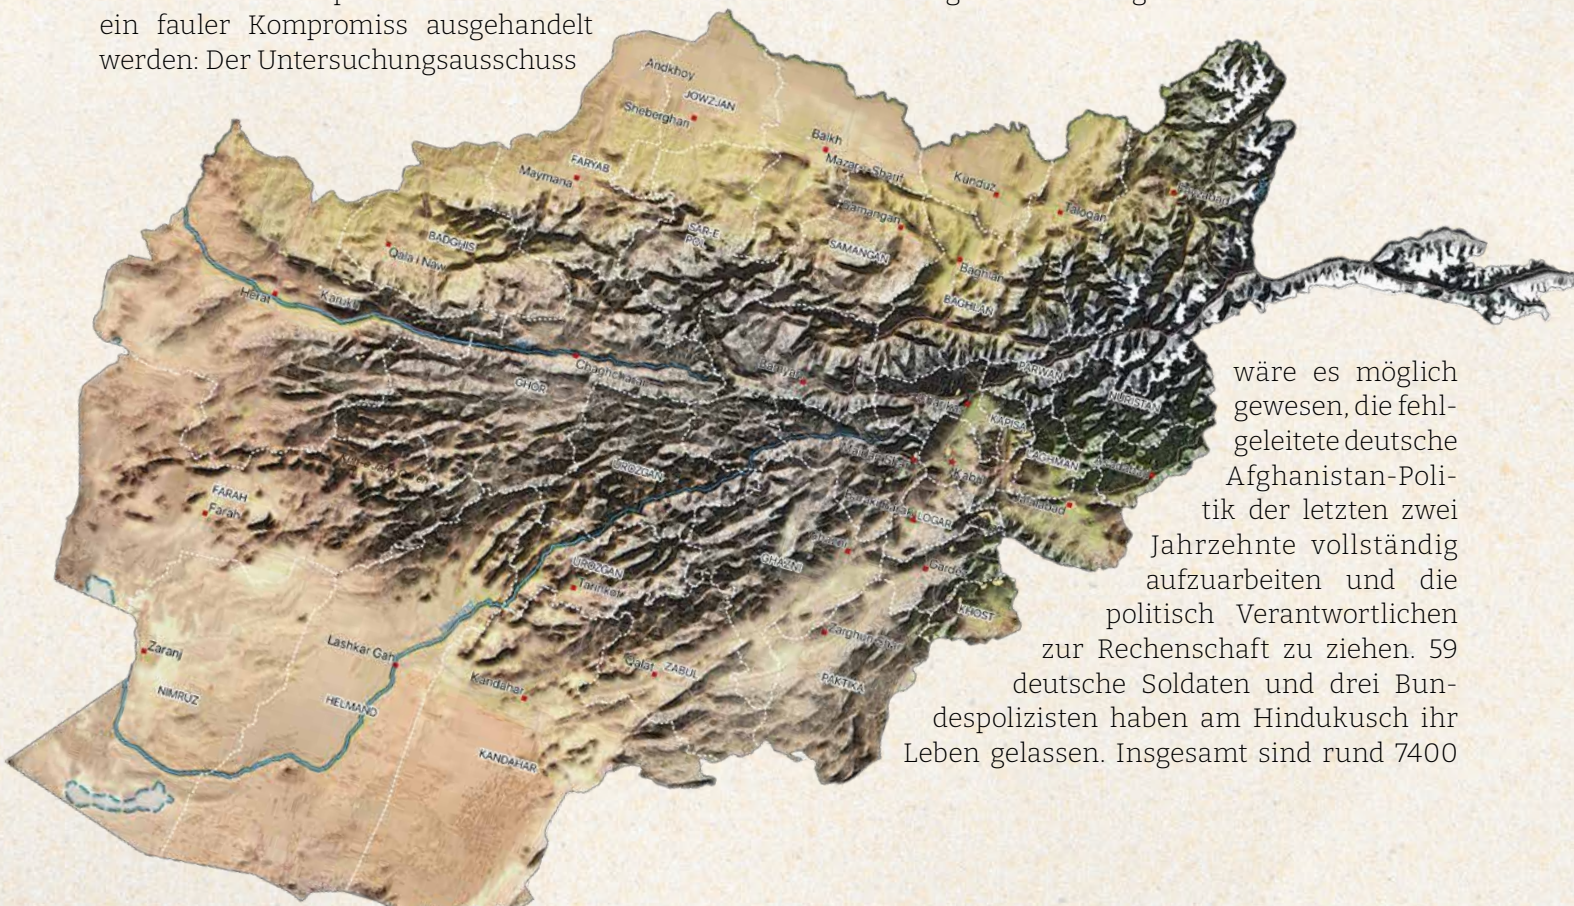 ein fauler Kompromiss ausgehandelt
werden: Der Untersuchungsausschuss
Andkhoy
JOWZJAN
Sheberghan
Balkh
Mazar-i-Sharif
FARYAB
Maymana
Kunduz
Taloqan
Samangan
SAR-E
POL
SAMANGAN
BADGHIS
Qala i Naw
Baghlan
BAGHLAN
Herat
Karukh
Chaghcharan
GHOR
PARWAN
NURISTAN
KAPISA
LAGHMAN
UROZGAN
FARAH
Farah
Jalalabad
LOGAR
GHAZNI
UROZGAN
Tarinkot
KHOST
Zaranj
Lashkar Gah
Qalat
ZABUL
Kandahar
PAKTIKA
NIMRUZ
HELMAND
KANDAHAR
wäre es möglich
gewesen, die fehl-
geleitete deutsche
Afghanistan-Poli-
tik der letzten zwei
Jahrzehnte vollständig
aufzuarbeiten und die
politisch Verantwortlichen
zur Rechenschaft zu ziehen. 59
deutsche Soldaten und drei Bun-
despolizisten haben am Hindukusch ihr
Leben gelassen. Insgesamt sind rund 7400